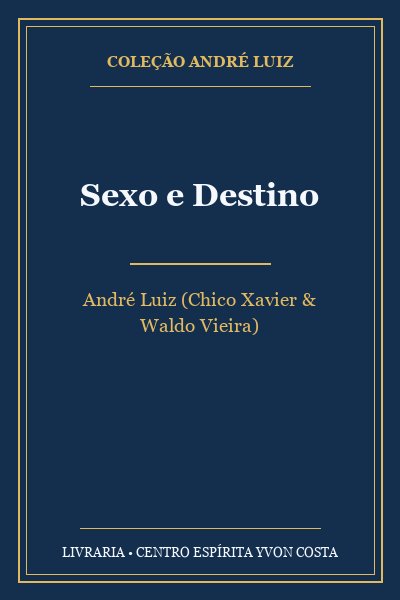 COLEÇÃO ANDRÉ LUIZ
Sexo e Destino
André Luiz (Chico Xavier &
Waldo Vieira)
LIVRARIA • CENTRO ESPÍRITA YVON COSTA